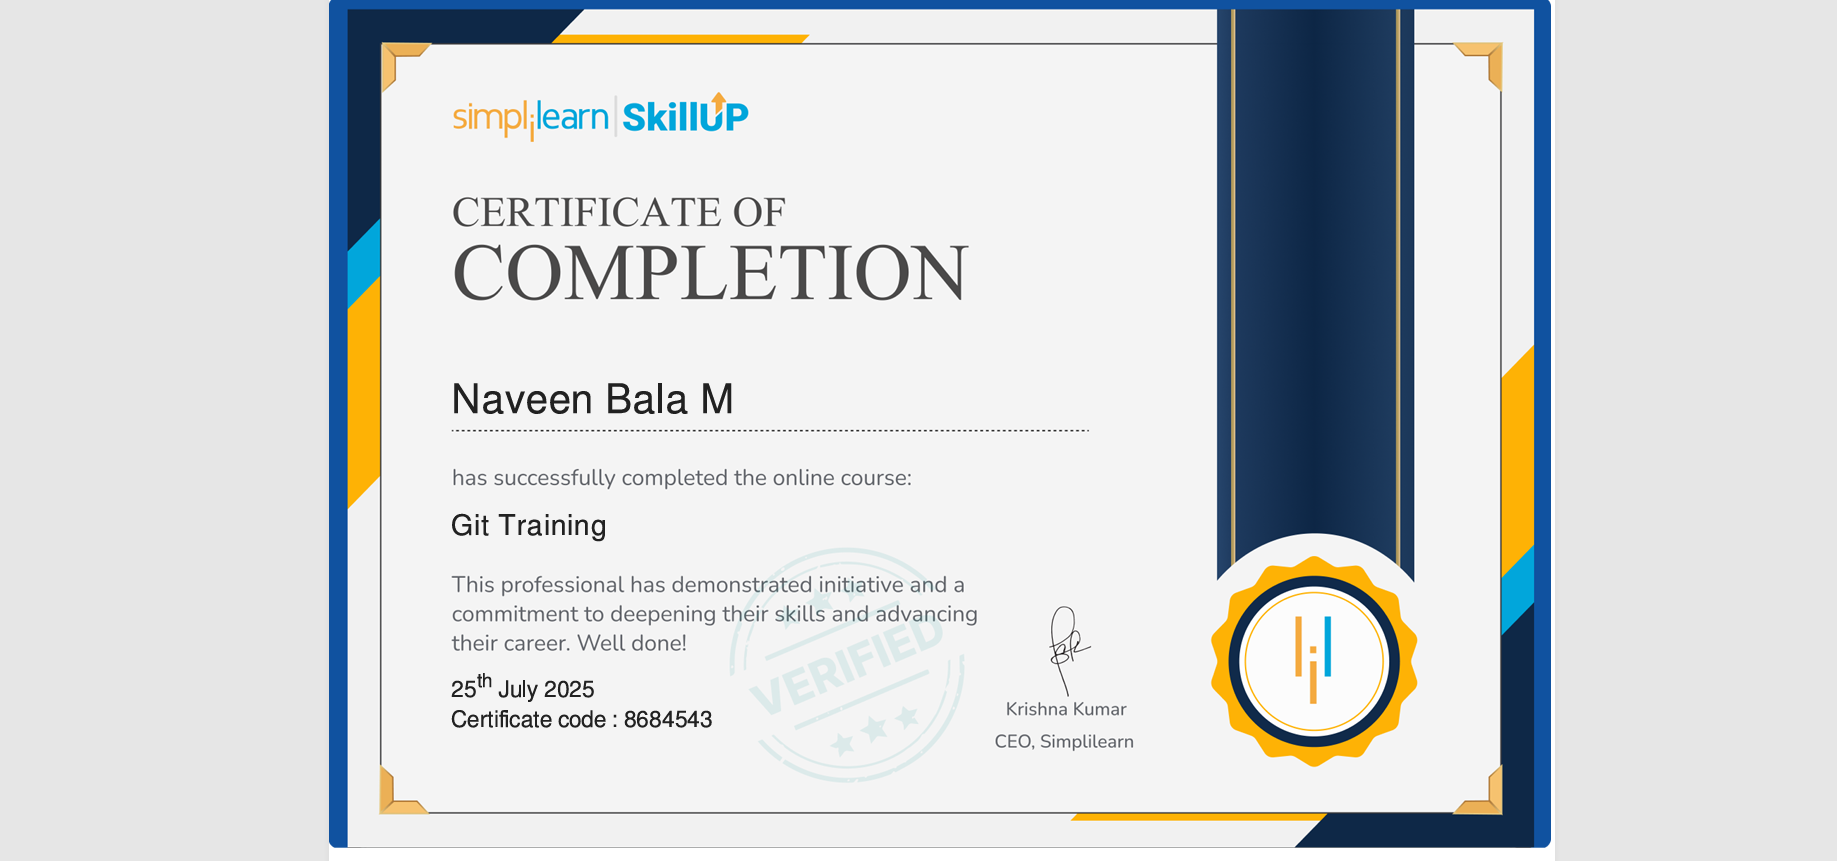 simplilearn | SkillUP
CERTIFICATE OF
COMPLETION
Naveen Bala M
has successfully completed the online course:
Git Training
This professional has demonstrated initiative and a
commitment to deepening their skills and advancing
their career. Well done!
VERIFIED
25th July 2025
Certificate code : 8684543
Krishna Kumar
CEO, Simplilearn